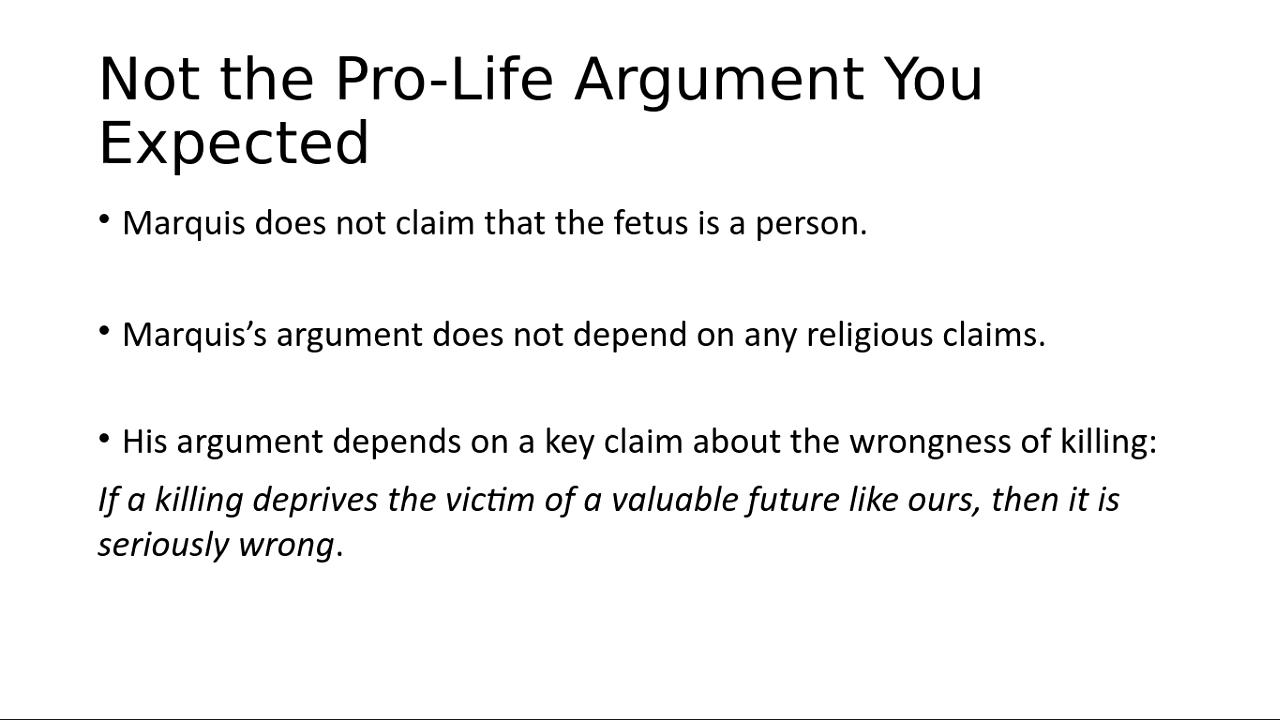 Not the Pro-Life Argument You
Expected
• Marquis does not claim that the fetus is a person.
• Marquis’s argument does not depend on any religious claims.
• His argument depends on a key claim about the wrongness of killing:
If a killing deprives the victim of a valuable future like ours, then it is
seriously wrong.